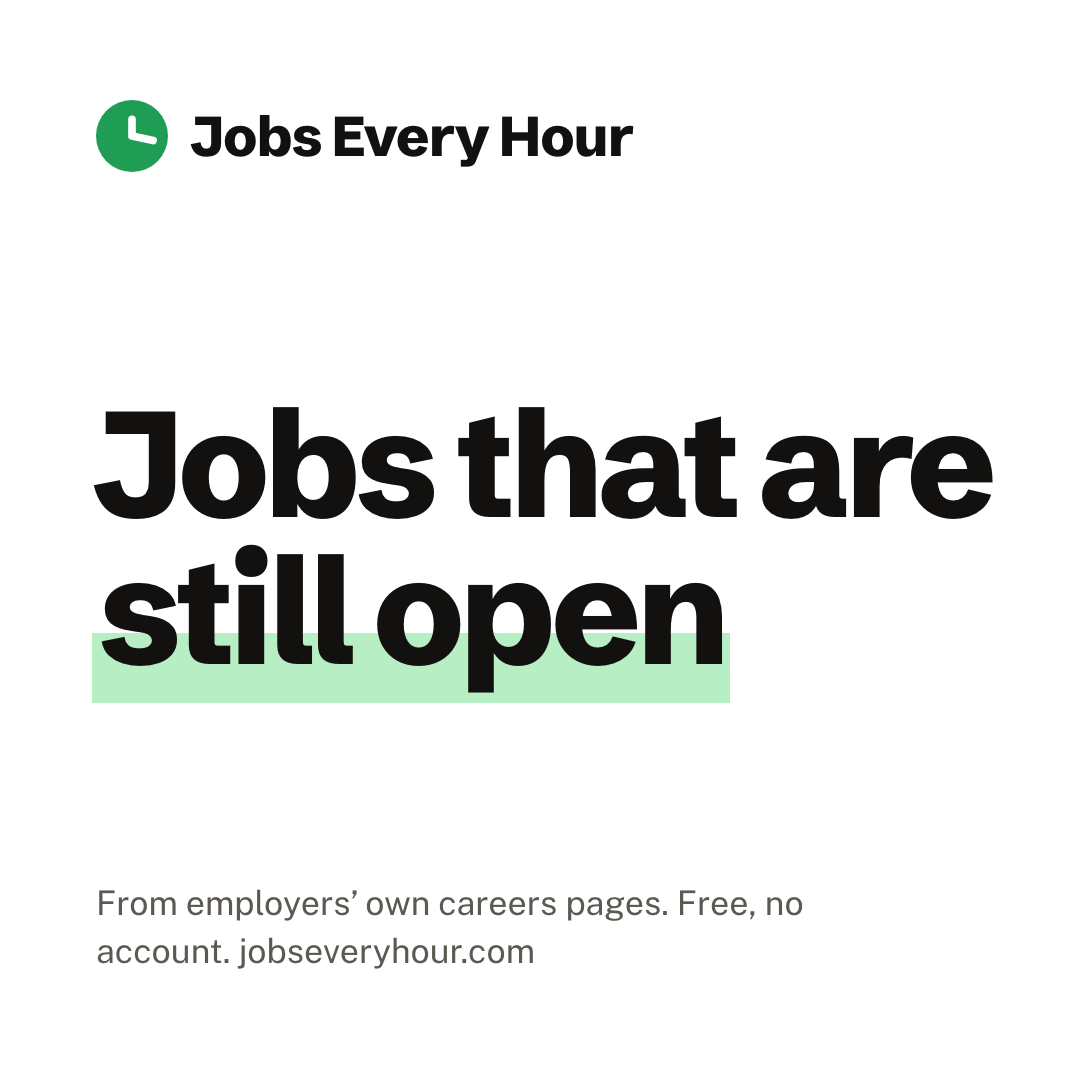 Jobs Every Hour
Jobs that are
still open
From employers’ own careers pages. Free, no
account. jobseveryhour.com